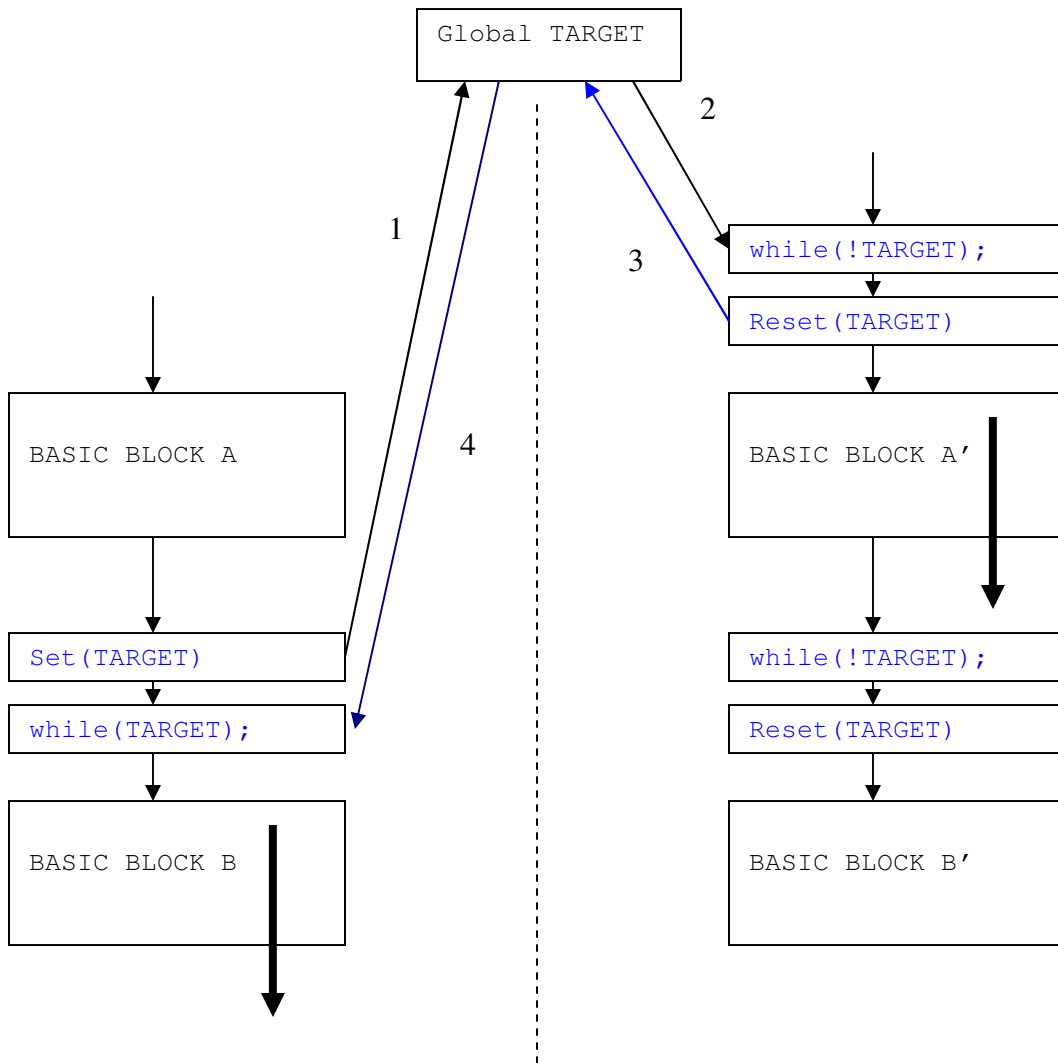 Global TARGET
2
1
while(!TARGET);
3
Reset(TARGET)
BASIC BLOCK A
4
BASIC BLOCK A’
Set(TARGET)
while(!TARGET);
while(TARGET);
Reset(TARGET)
BASIC BLOCK B
BASIC BLOCK B’